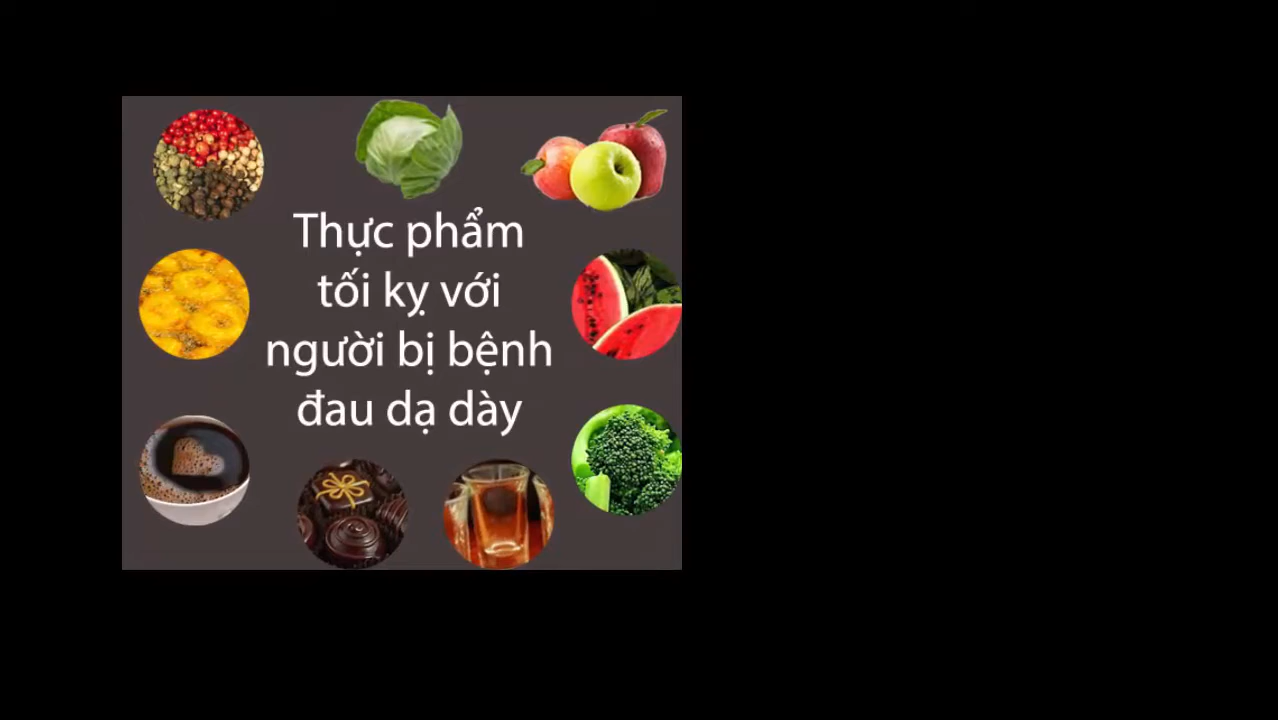 Thực phẩm
tối kỵ với
người bị bệnh
đau dạ dày